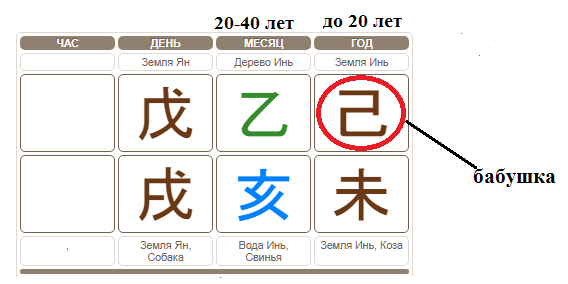 20-40 лет до 20 лет
ЧАС ДЕНЬ МЕСЯЦ ГОД
Земля Ян Дерево Инь Земля Инь
戊 乙 己
бабушка
戌 亥 未
, Земля Ян, Собака Вода Инь, Свинья Земля Инь, Коза